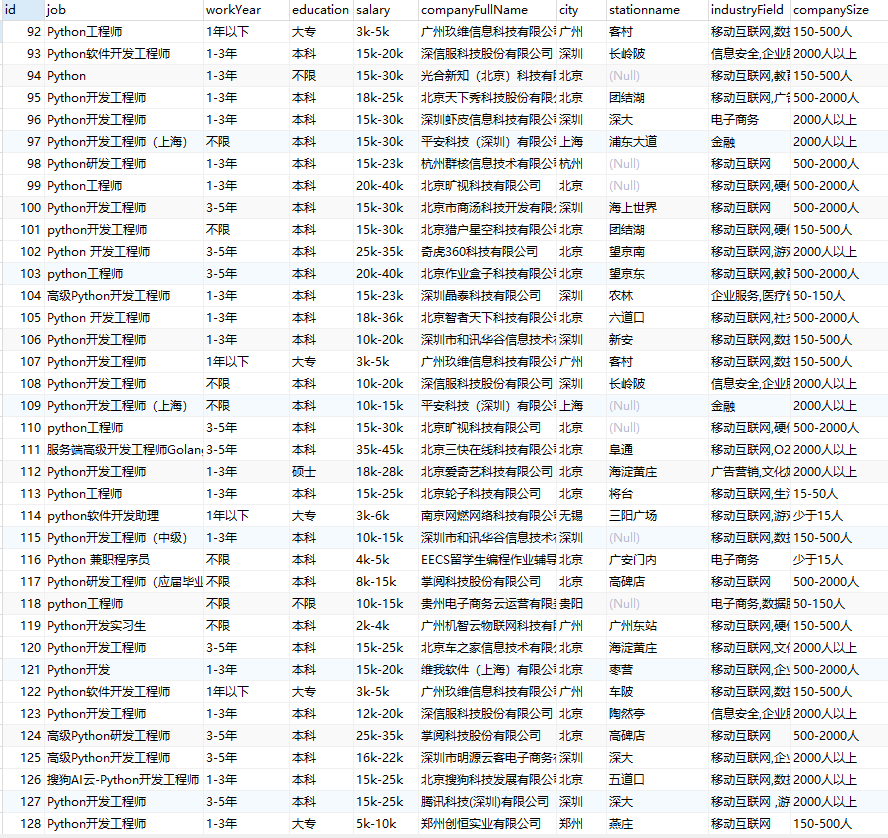 id job workYear education salary companyFullName city stationname industryField companySize
92 Python工程师 1年以下 大专 3k-5k 广州玖维信息科技有限公司 广州 客村 移动互联网,数据 150-500人
93 Python软件开发工程师 1-3年 本科 15k-20k 深信服科技股份有限公司 深圳 长岭陂 信息安全,企业服 2000人以上
94 Python 1-3年 不限 15k-30k 光合新知（北京）科技有限 北京 (Null) 移动互联网,教育 150-500人
95 Python开发工程师 1-3年 本科 18k-25k 北京天下秀科技股份有限公 北京 团结湖 移动互联网,广告 500-2000人
96 Python开发工程师 1-3年 本科 15k-30k 深圳虾皮信息科技有限公司 深圳 深大 电子商务 2000人以上
97 Python开发工程师（上海） 不限 本科 15k-30k 平安科技（深圳）有限公司 上海 浦东大道 金融 2000人以上
98 Python研发工程师 1-3年 本科 15k-23k 杭州群核信息技术有限公司 杭州 (Null) 移动互联网 500-2000人
99 Python工程师 1-3年 本科 20k-40k 北京旷视科技有限公司 北京 (Null) 移动互联网,硬件 500-2000人
100 Python开发工程师 3-5年 本科 15k-30k 北京市商汤科技开发有限公 深圳 海上世界 移动互联网 500-2000人
101 python开发工程师 不限 本科 15k-30k 北京猎户星空科技有限公司 北京 团结湖 移动互联网,硬件 150-500人
102 Python 开发工程师 3-5年 本科 25k-35k 奇虎360科技有限公司 北京 望京南 移动互联网,游戏 2000人以上
103 python工程师 3-5年 本科 20k-40k 北京作业盒子科技有限公司 北京 望京东 移动互联网,教育 500-2000人
104 高级Python开发工程师 1-3年 本科 15k-23k 深圳晶泰科技有限公司 深圳 农林 企业服务,医疗健 50-150人
105 Python 开发工程师 1-3年 本科 18k-36k 北京智者天下科技有限公司 北京 六道口 移动互联网,社交 500-2000人
106 Python开发工程师 1-3年 本科 10k-20k 深圳市和讯华谷信息技术有 深圳 新安 移动互联网,数据 150-500人
107 Python开发工程师 1年以下 大专 3k-5k 广州玖维信息科技有限公司 广州 客村 移动互联网,数据 150-500人
108 Python开发工程师 不限 本科 10k-20k 深信服科技股份有限公司 深圳 长岭陂 信息安全,企业服 2000人以上
109 Python开发工程师（上海） 不限 本科 10k-15k 平安科技（深圳）有限公司 上海 (Null) 金融 2000人以上
110 python工程师 3-5年 本科 15k-30k 北京旷视科技有限公司 北京 (Null) 移动互联网,硬件 500-2000人
111 服务端高级开发工程师Golang 3-5年 本科 35k-45k 北京三快在线科技有限公司 北京 阜通 移动互联网,O2 2000人以上
112 Python开发工程师 1-3年 硕士 18k-28k 北京爱奇艺科技有限公司 北京 海淀黄庄 广告营销,文化娱 2000人以上
113 Python工程师 1-3年 本科 15k-25k 北京轮子科技有限公司 北京 将台 移动互联网,生活 15-50人
114 python软件开发助理 1年以下 大专 3k-6k 南京网燃网络科技有限公司 无锡 三阳广场 移动互联网,游戏 少于15人
115 Python开发工程师（中级） 1-3年 本科 10k-15k 深圳市和讯华谷信息技术有 深圳 (Null) 移动互联网,数据 150-500人
116 Python 兼职程序员 不限 本科 4k-5k EECS留学生编程作业辅导 北京 广安门内 电子商务 少于15人
117 Python研发工程师（应届毕业 不限 本科 8k-15k 掌阅科技股份有限公司 北京 高碑店 移动互联网 500-2000人
118 python工程师 不限 不限 10k-15k 贵州电子商务云运营有限责 贵阳 (Null) 电子商务,数据服 50-150人
119 Python开发实习生 不限 本科 2k-4k 广州机智云物联网科技有限 广州 广州东站 移动互联网,硬件 150-500人
120 Python开发工程师 3-5年 本科 15k-25k 北京车之家信息技术有限公 北京 海淀黄庄 移动互联网,文化 2000人以上
121 Python开发 1-3年 本科 15k-20k 维我软件（上海）有限公司 北京 枣营 移动互联网,企业 500-2000人
122 Python软件开发工程师 1年以下 大专 3k-5k 广州玖维信息科技有限公司 广州 车陂 移动互联网,数据 150-500人
123 Python开发工程师 1-3年 本科 12k-20k 深信服科技股份有限公司 北京 陶然亭 信息安全,企业服 2000人以上
124 高级Python研发工程师 3-5年 本科 25k-35k 掌阅科技股份有限公司 北京 高碑店 移动互联网 500-2000人
125 高级Python开发工程师 3-5年 本科 16k-22k 深圳市明源云客电子商务有 深圳 深大 移动互联网,企业 2000人以上
126 搜狗AI云-Python开发工程师 1-3年 本科 15k-25k 北京搜狗科技发展有限公司 北京 五道口 移动互联网,数据 2000人以上
127 Python开发工程师 3-5年 本科 15k-25k 腾讯科技(深圳)有限公司 深圳 深大 移动互联网 ,游 2000人以上
128 Python开发工程师 1-3年 大专 5k-10k 郑州创恒实业有限公司 郑州 燕庄 移动互联网 150-500人